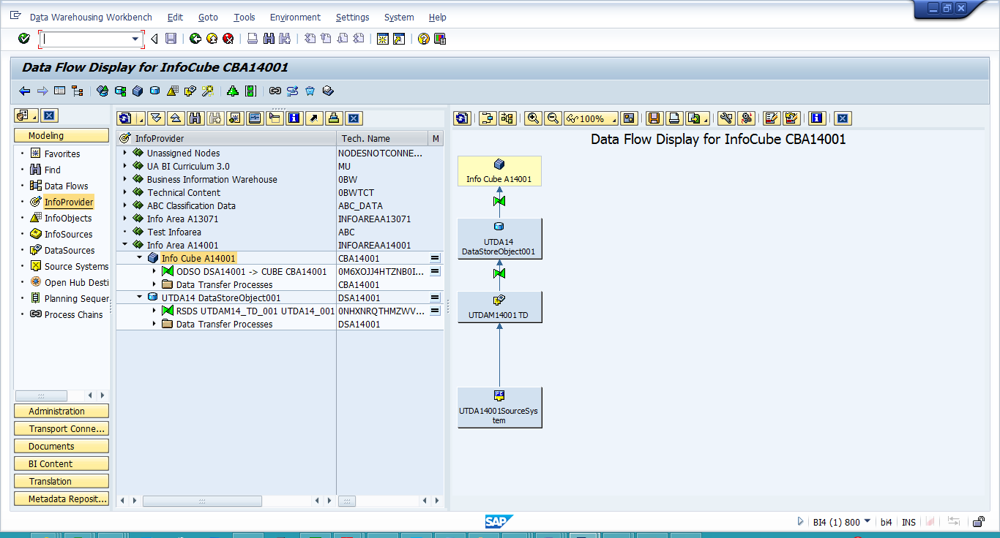 Data Warehousing Workbench Edit Goto Tools Environment Settings System Help
Data Flow Display for InfoCube CBA14001
100%
Modeling
Favorites
Find
Data Flows
InfoProvider
InfoObjects
InfoSources
DataSources
Source Systems
Open Hub Desti
Planning Sequer
Process Chains
Administration
Transport Conne...
Documents
BI Content
Translation
Metadata Reposit...
InfoProvider Tech. Name M
Unassigned Nodes NODESNOTCONNE...
UA BI Curriculum 3.0 MU
Business Information Warehouse 0BW
Technical Content 0BWTCT
ABC Classification Data ABC_DATA
Info Area A13071 INFOAREAA13071
Test Infoarea ABC
Info Area A14001 INFOAREAA14001
Info Cube A14001 CBA14001
ODSO DSA14001 -> CUBE CBA14001 0M6XOJJ4HTZNB0I...
Data Transfer Processes CBA14001
UTDA14 DataStoreObject001 DSA14001
RSDS UTDAM14_TD_001 UTDA14_001 0NHXNRQTHMZWV...
Data Transfer Processes DSA14001
Data Flow Display for InfoCube CBA14001
Info Cube A14001
UTDA14
DataStoreObject001
UTDAM14001 TD
UTDA14001SourceSys
tem
SAP
BI4 (1) 800 bi4 INS